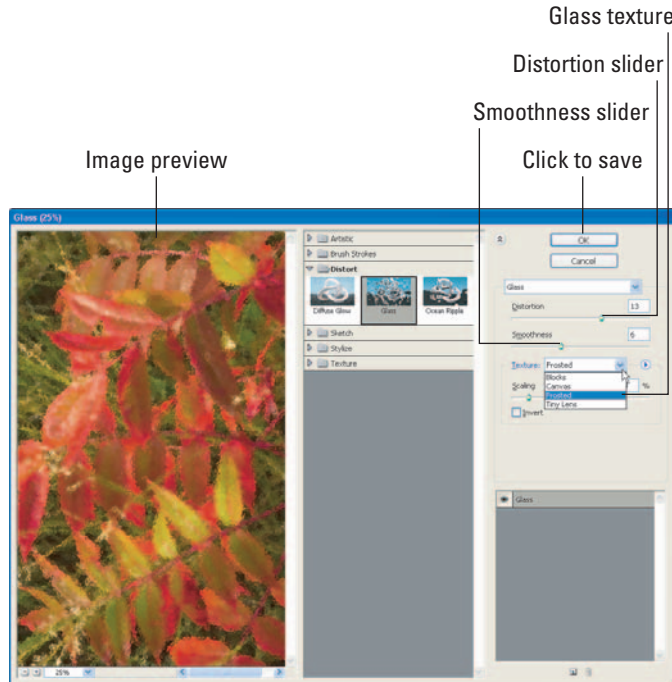 Glass texture
Distortion slider
Smoothness slider
Image preview
Click to save
Glass (25%)
Artistic
Brush Strokes
Distort
Diffuse Glow
Glass
Ocean Ripple
Sketch
Stylize
Texture
OK
Cancel
Glass
Distortion
13
Smoothness
6
Texture: Frosted
Blocks
Canvas
Frosted
Tiny Lens
Scaling
%
Invert
Glass
25%